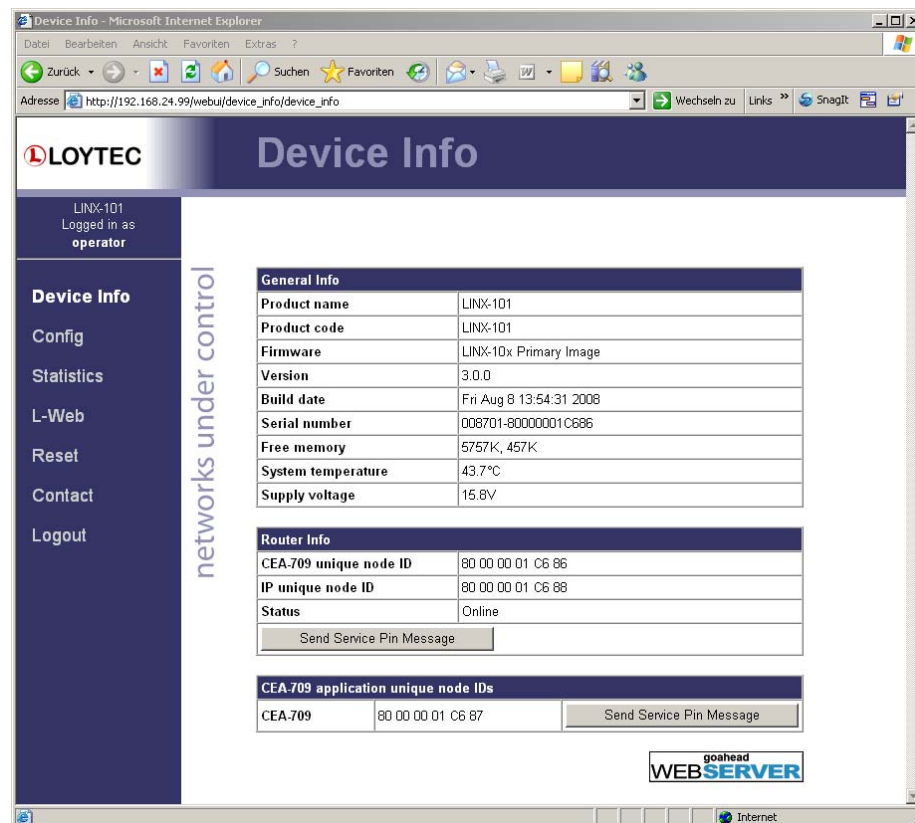 Device Info - Microsoft Internet Explorer
Datei Bearbeiten Ansicht Favoriten Extras ?
Zurück Suchen Favoriten
Adresse http://192.168.24.99/webui/device_info/device_info Wechseln zu Links » SnagIt
LOYTEC
Device Info
LINX-101
Logged in as
operator
Device Info
Config
Statistics
L-Web
Reset
Contact
Logout
networks under control
General Info
Product name LINX-101
Product code LINX-101
Firmware LINX-10x Primary Image
Version 3.0.0
Build date Fri Aug 8 13:54:31 2008
Serial number 008701-80000001C686
Free memory 5757K, 457K
System temperature 43.7°C
Supply voltage 15.8V
Router Info
CEA-709 unique node ID 80 00 00 01 C6 86
IP unique node ID 80 00 00 01 C6 88
Status Online
Send Service Pin Message
CEA-709 application unique node IDs
CEA-709 80 00 00 01 C6 87 Send Service Pin Message
goahead
WEBSERVER
Internet